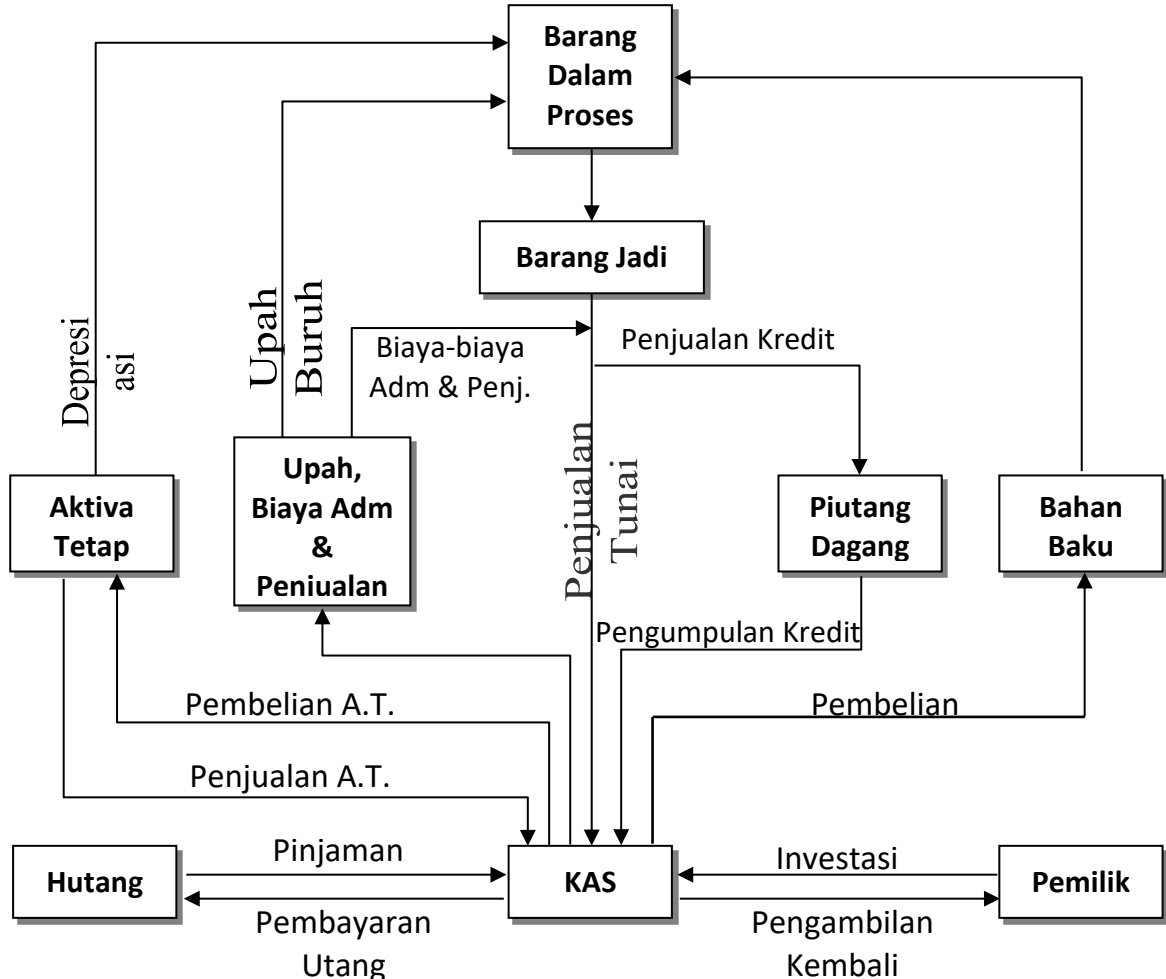 Barang
Dalam
Proses
Barang Jadi
Depresi
asi
Upah
Buruh
Biaya-biaya
Adm & Penj.
Penjualan Kredit
Penjualan
Tunai
Aktiva
Tetap
Upah,
Biaya Adm
&
Peniualan
Piutang
Dagang
Bahan
Baku
Pengumpulan Kredit
Pembelian A.T.
Pembelian
Penjualan A.T.
Hutang
Pinjaman
KAS
Investasi
Pemilik
Pembayaran
Utang
Pengambilan
Kembali